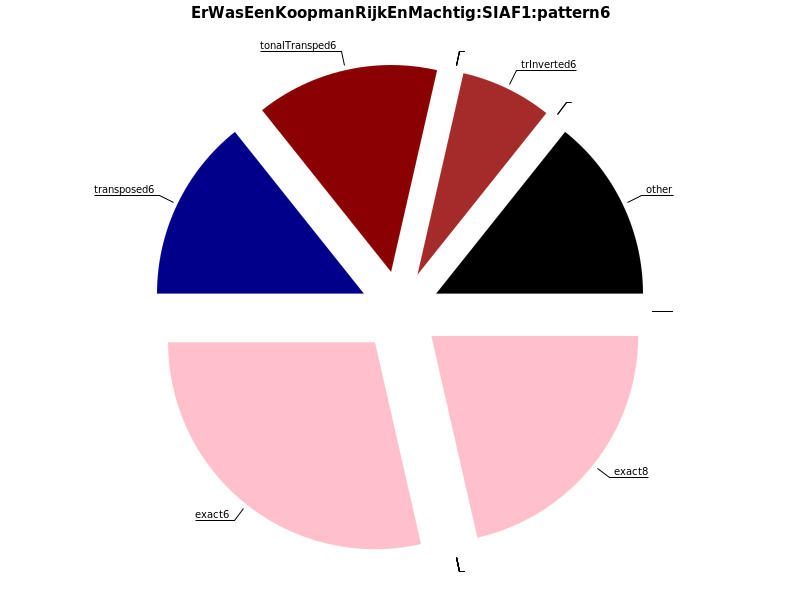 ErWasEenKoopmanRijkEnMachtig:SIAF1:pattern6
tonalTransped6
trInverted6
transposed6
other
exact8
exact6